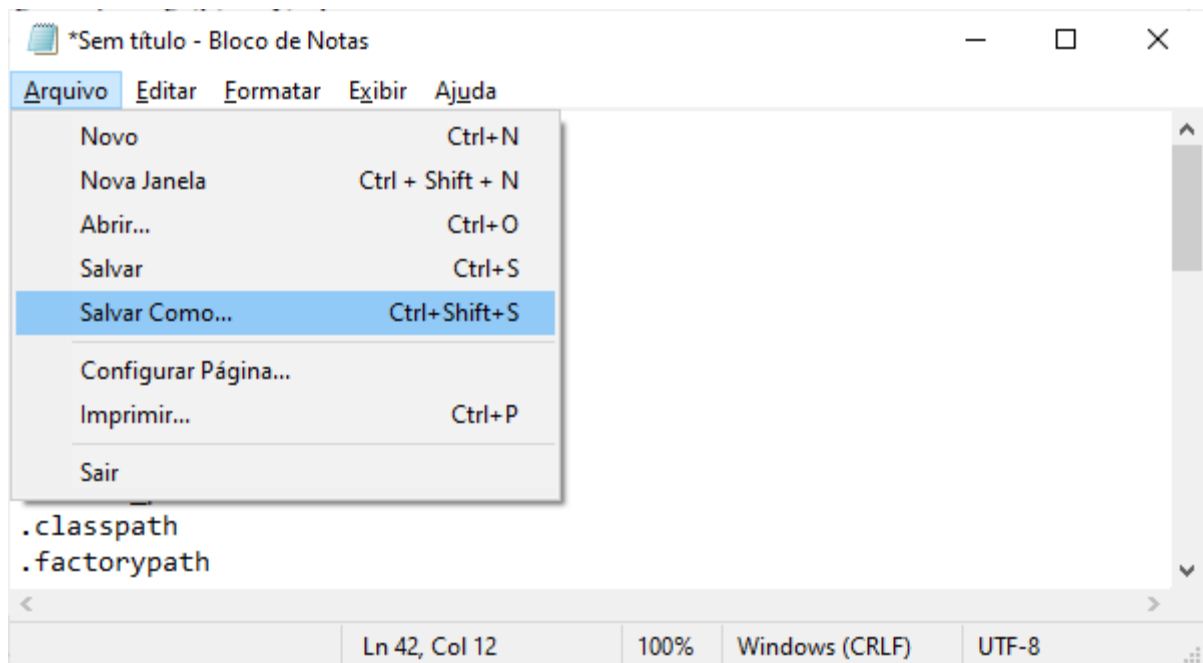 *Sem título - Bloco de Notas
Arquivo Editar Formatar Exibir Ajuda
Novo Ctrl+N
Nova Janela Ctrl + Shift + N
Abrir... Ctrl+O
Salvar Ctrl+S
Salvar Como... Ctrl+Shift+S
Configurar Página...
Imprimir... Ctrl+P
Sair
.classpath
.factorypath
Ln 42, Col 12 100% Windows (CRLF) UTF-8